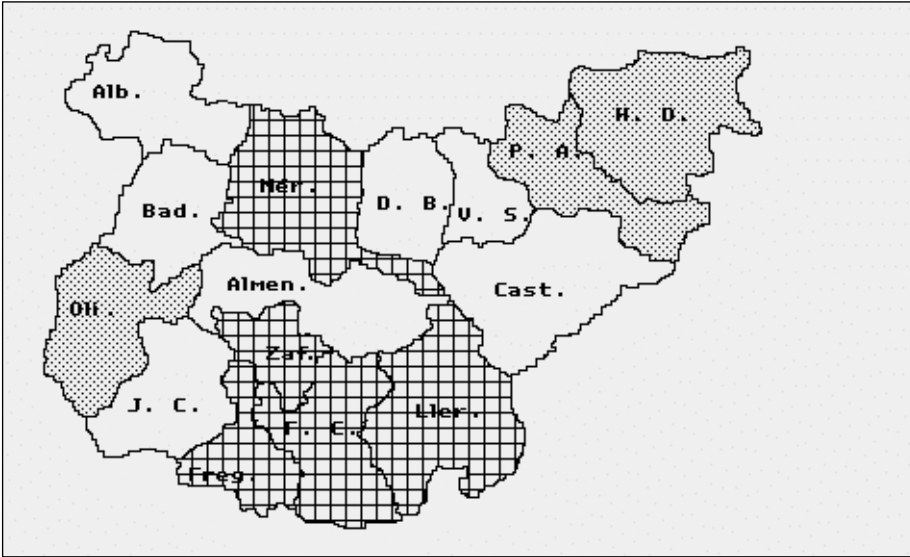 Alb.
H. D.
P. A.
Mér.
Bad.
D. B.
V. S.
Almen.
Cast.
Oli.
Zaf.
J. C.
Ller.
F. C.
Freg.